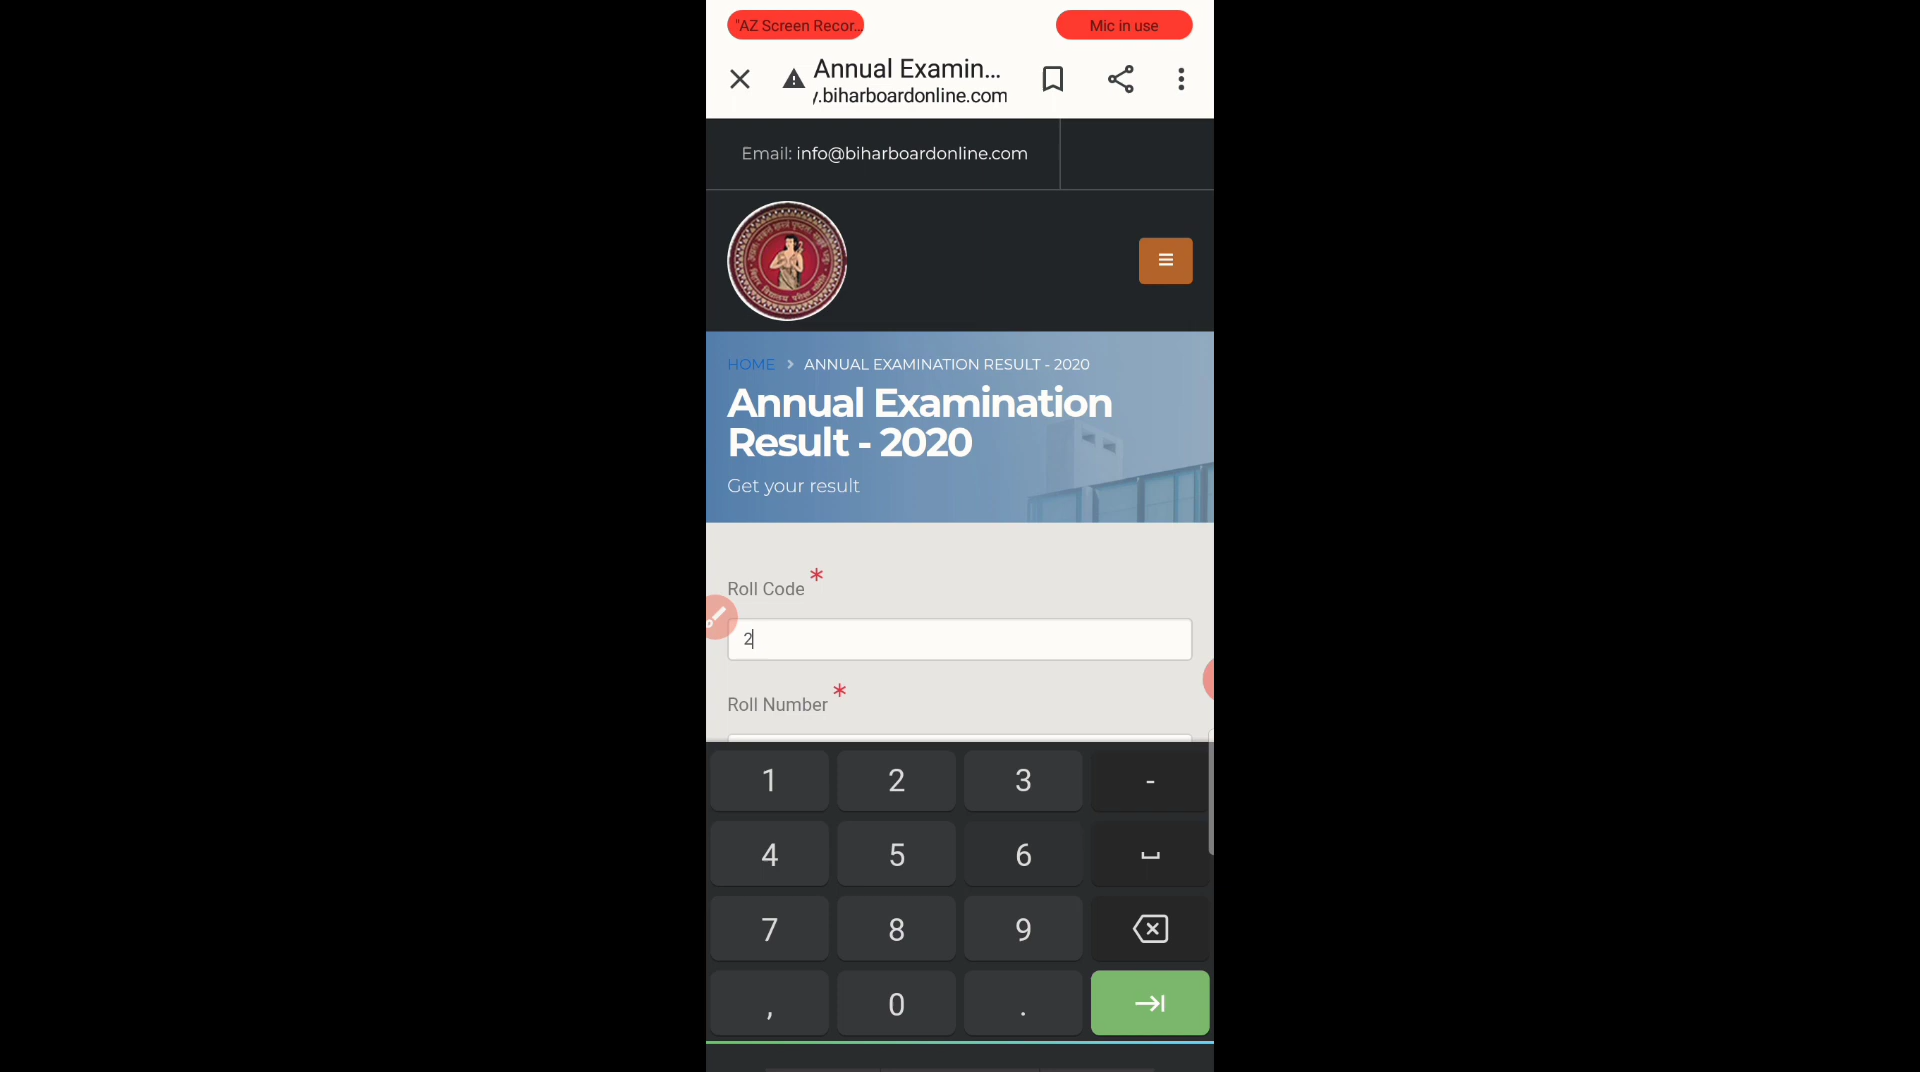 "AZ Screen Recor...
Mic in use
Annual Examin...
y.biharboardonline.com
Email: info@biharboardonline.com
HOME > ANNUAL EXAMINATION RESULT - 2020
Annual Examination
Result - 2020
Get your result
Roll Code *
2
Roll Number *
1 2 3 -
4 5 6
7 8 9
, 0 .